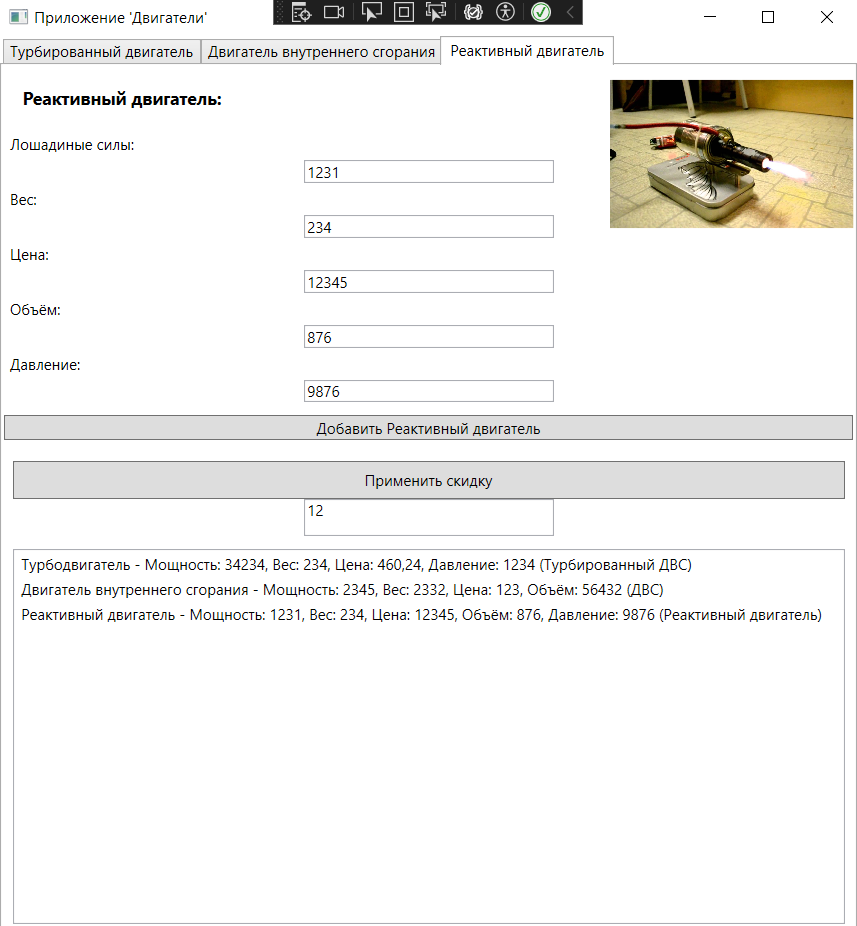 Приложение 'Двигатели'
Турбированный двигатель
Двигатель внутреннего сгорания
Реактивный двигатель
Реактивный двигатель:
Лошадиные силы:
1231
Вес:
234
Цена:
12345
Объём:
876
Давление:
9876
Добавить Реактивный двигатель
Применить скидку
12
Турбодвигатель - Мощность: 34234, Вес: 234, Цена: 460,24, Давление: 1234 (Турбированный ДВС)
Двигатель внутреннего сгорания - Мощность: 2345, Вес: 2332, Цена: 123, Объём: 56432 (ДВС)
Реактивный двигатель - Мощность: 1231, Вес: 234, Цена: 12345, Объём: 876, Давление: 9876 (Реактивный двигатель)